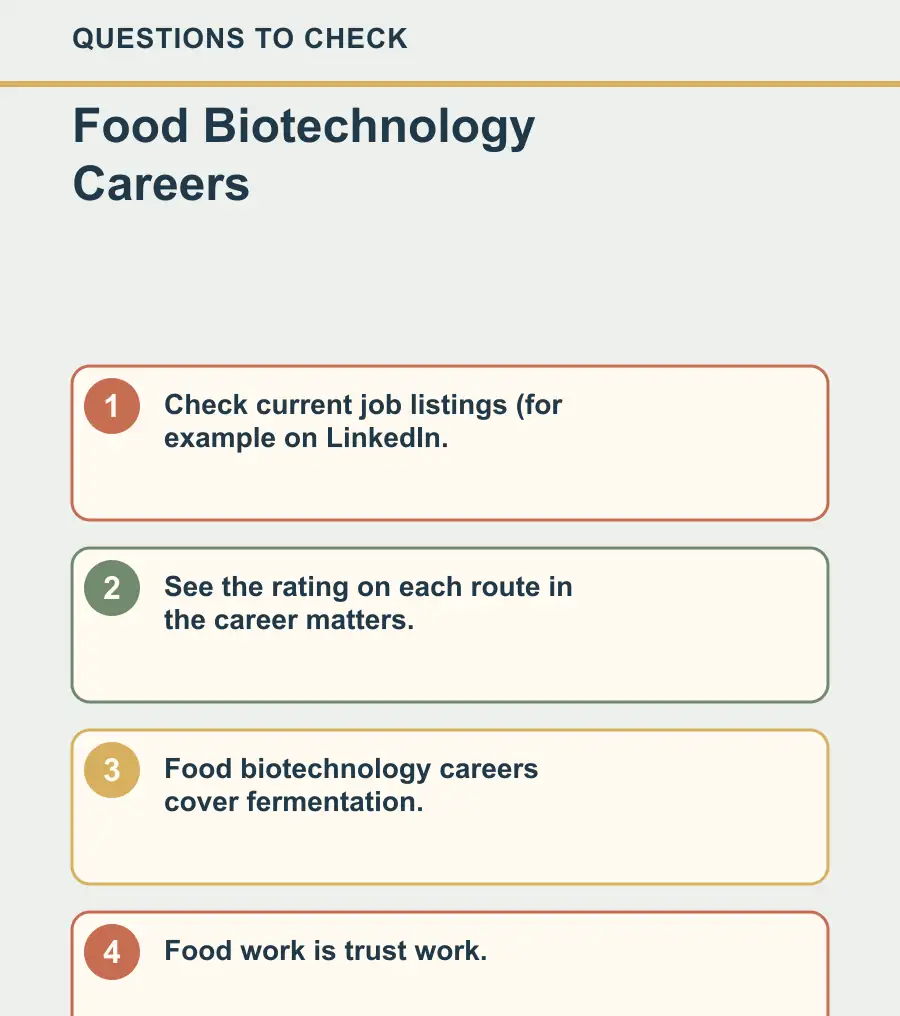 QUESTIONS TO CHECK
Food Biotechnology
Careers
1
Check current job listings (for
example on LinkedIn.
2
See the rating on each route in
the career matters.
3
Food biotechnology careers
cover fermentation.
4
Food work is trust work.